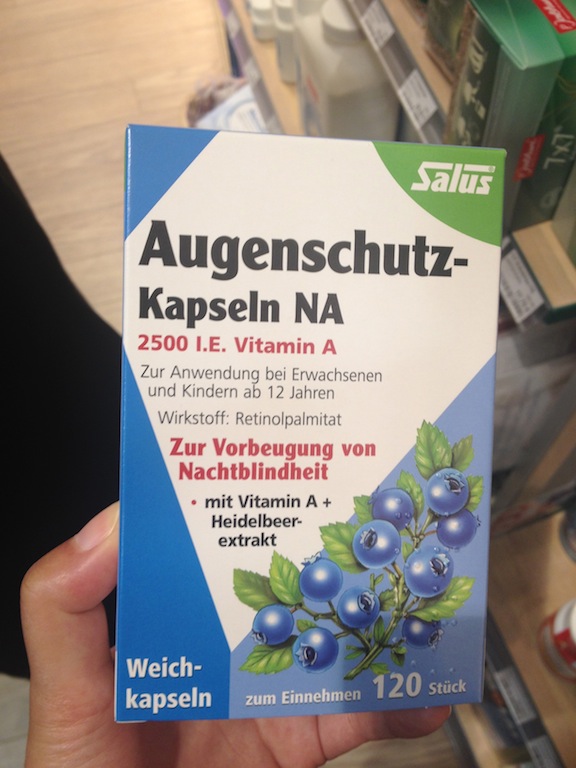 Salus
Augenschutz-
Kapseln NA
2500 I.E. Vitamin A
Zur Anwendung bei Erwachsenen
und Kindern ab 12 Jahren
Wirkstoff: Retinolpalmitat
Zur Vorbeugung von
Nachtblindheit
• mit Vitamin A +
Heidelbeer-
extrakt
Weich-
kapseln
zum Einnehmen 120 Stück